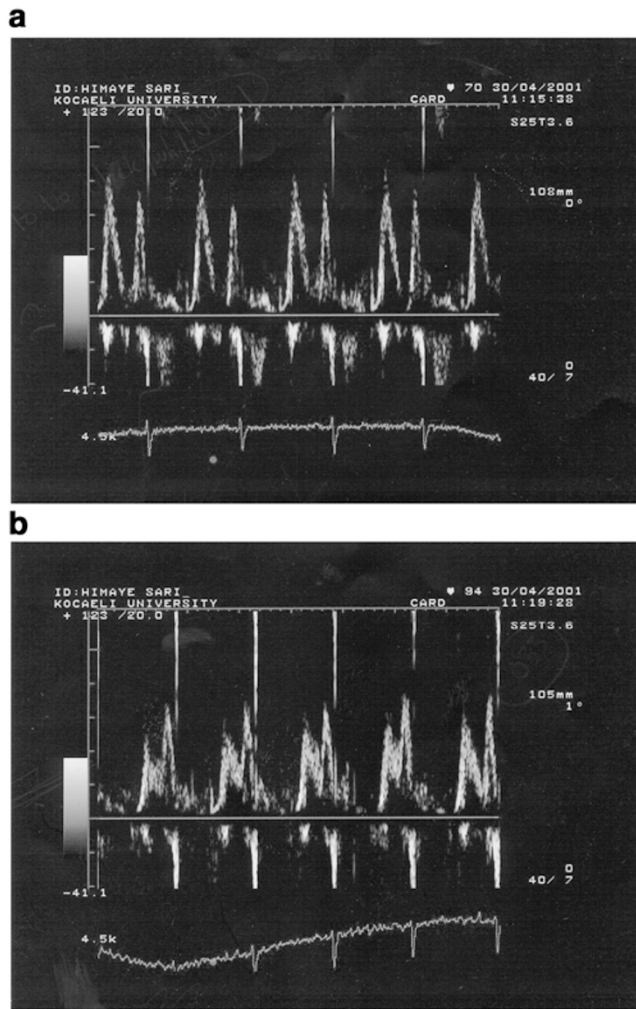 a
ID:HIMAYE SARI_
♥ 70 30/04/2001
KOCAELI UNIVERSITY
CARD 11:15:38
+ 123 /20.0
S25T3.6
108mm
0°
0
40/ 7
-41.1
4.5k
b
ID:HIMAYE SARI_
♥ 94 30/04/2001
KOCAELI UNIVERSITY
CARD 11:19:28
+ 123 /20.0
S25T3.6
105mm
1°
0
40/ 7
-41.1
4.5k